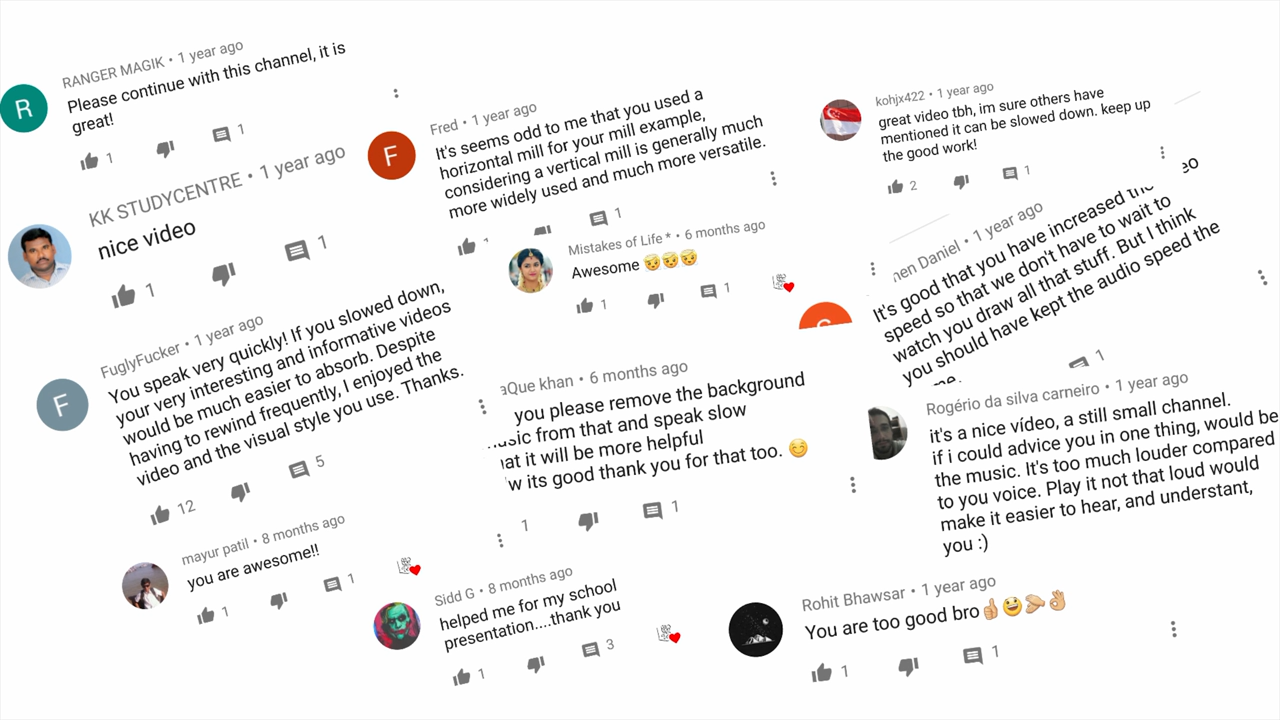 RANGER MAGIK • 1 year ago
Please continue with this channel, it is
great!
1
1
R
KK STUDYCENTRE • 1 year ago
nice video
1
1
FuglyFucker • 1 year ago
You speak very quickly! If you slowed down,
your very interesting and informative videos
would be much easier to absorb. Despite
having to rewind frequently, I enjoyed the
video and the visual style you use. Thanks.
F
12
5
mayur patil • 8 months ago
you are awesome!!
1
1
Fred • 1 year ago
It's seems odd to me that you used a
horizontal mill for your mill example,
considering a vertical mill is generally much
more widely used and much more versatile.
F
1
Mistakes of Life * • 6 months ago
Awesome 😇😇😇
1
1
aQue khan • 6 months ago
you please remove the background
from that and speak slow
it will be more helpful
its good thank you for that too. 😊
1
1
Sidd G • 8 months ago
helped me for my school
presentation....thank you
1
3
kohjx422 • 1 year ago
great video tbh, im sure others have
mentioned it can be slowed down. keep up
the good work!
2
1
Daniel • 1 year ago
It's good that you have increased the
speed so that we don't have to wait to
watch you draw all that stuff. But I think
you should have kept the audio speed the
1
Rogério da silva carneiro • 1 year ago
it's a nice vídeo, a still small channel.
if i could advice you in one thing, would be
the music. It's too much louder compared
to you voice. Play it not that loud would
make it easier to hear, and understant,
you :)
Rohit Bhawsar • 1 year ago
You are too good bro👍😃🤝👌
1
1